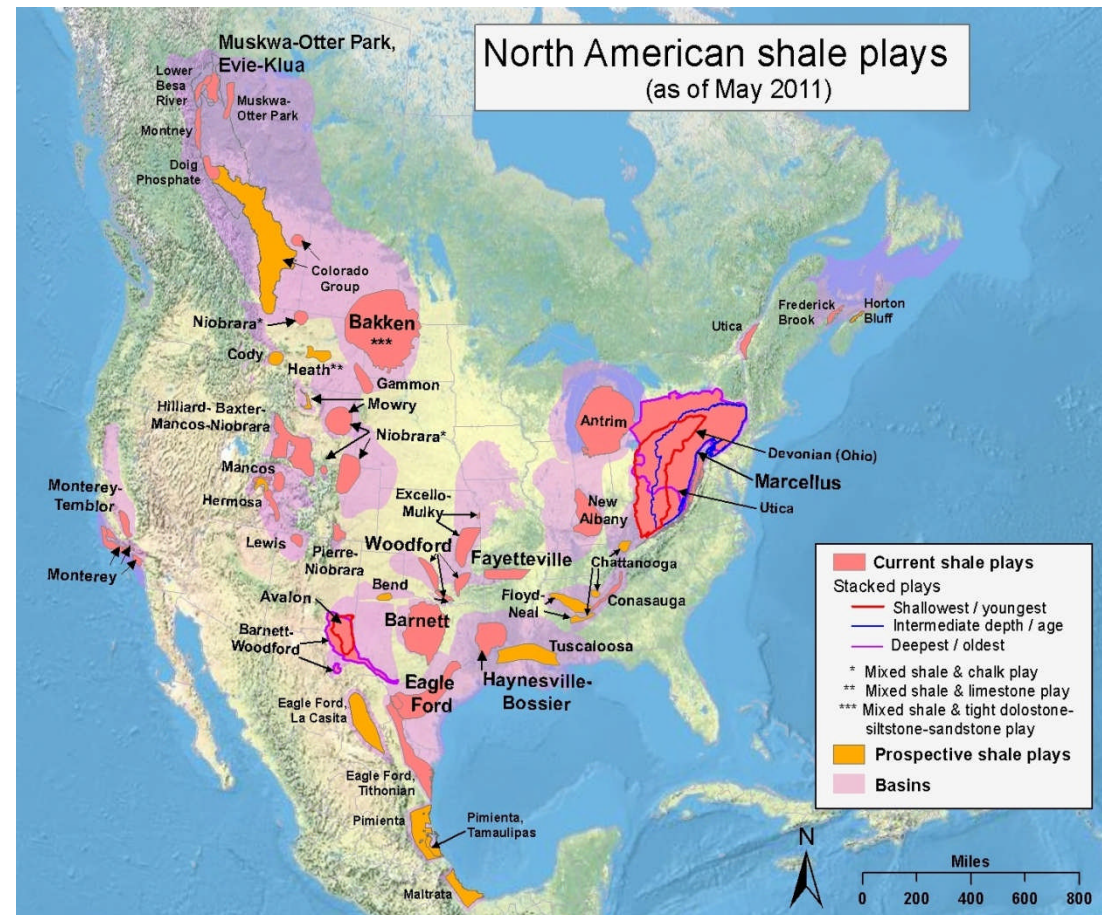 North American shale plays
(as of May 2011)
Muskwa-Otter Park,
Evie-Klua
Lower
Besa
River
Muskwa-
Otter Park
Montney
Doig
Phosphate
Colorado
Group
Niobrara*
Bakken
***
Cody
Heath**
Gammon
Mowry
Hilliard- Baxter-
Mancos-Niobrara
Niobrara*
Mancos
Hermosa
Monterey-
Temblor
Monterey
Lewis
Pierre-
Niobrara
Excello-
Mulky
Woodford
Fayetteville
New
Albany
Antrim
Utica
Frederick
Brook
Horton
Bluff
Devonian (Ohio)
Marcellus
Utica
Chattanooga
Bend
Floyd-
Neal
Conasauga
Avalon
Barnett-
Woodford
Barnett
Tuscaloosa
Haynesville-
Bossier
Eagle
Ford
Eagle Ford,
La Casita
Eagle Ford,
Tithonian
Pimienta
Pimienta,
Tamaulipas
Maltrata
Current shale plays
Stacked plays
Shallowest / youngest
Intermediate depth / age
Deepest / oldest
* Mixed shale & chalk play
** Mixed shale & limestone play
*** Mixed shale & tight dolostone-
siltstone-sandstone play
Prospective shale plays
Basins
N
Miles
0 200 400 600 800